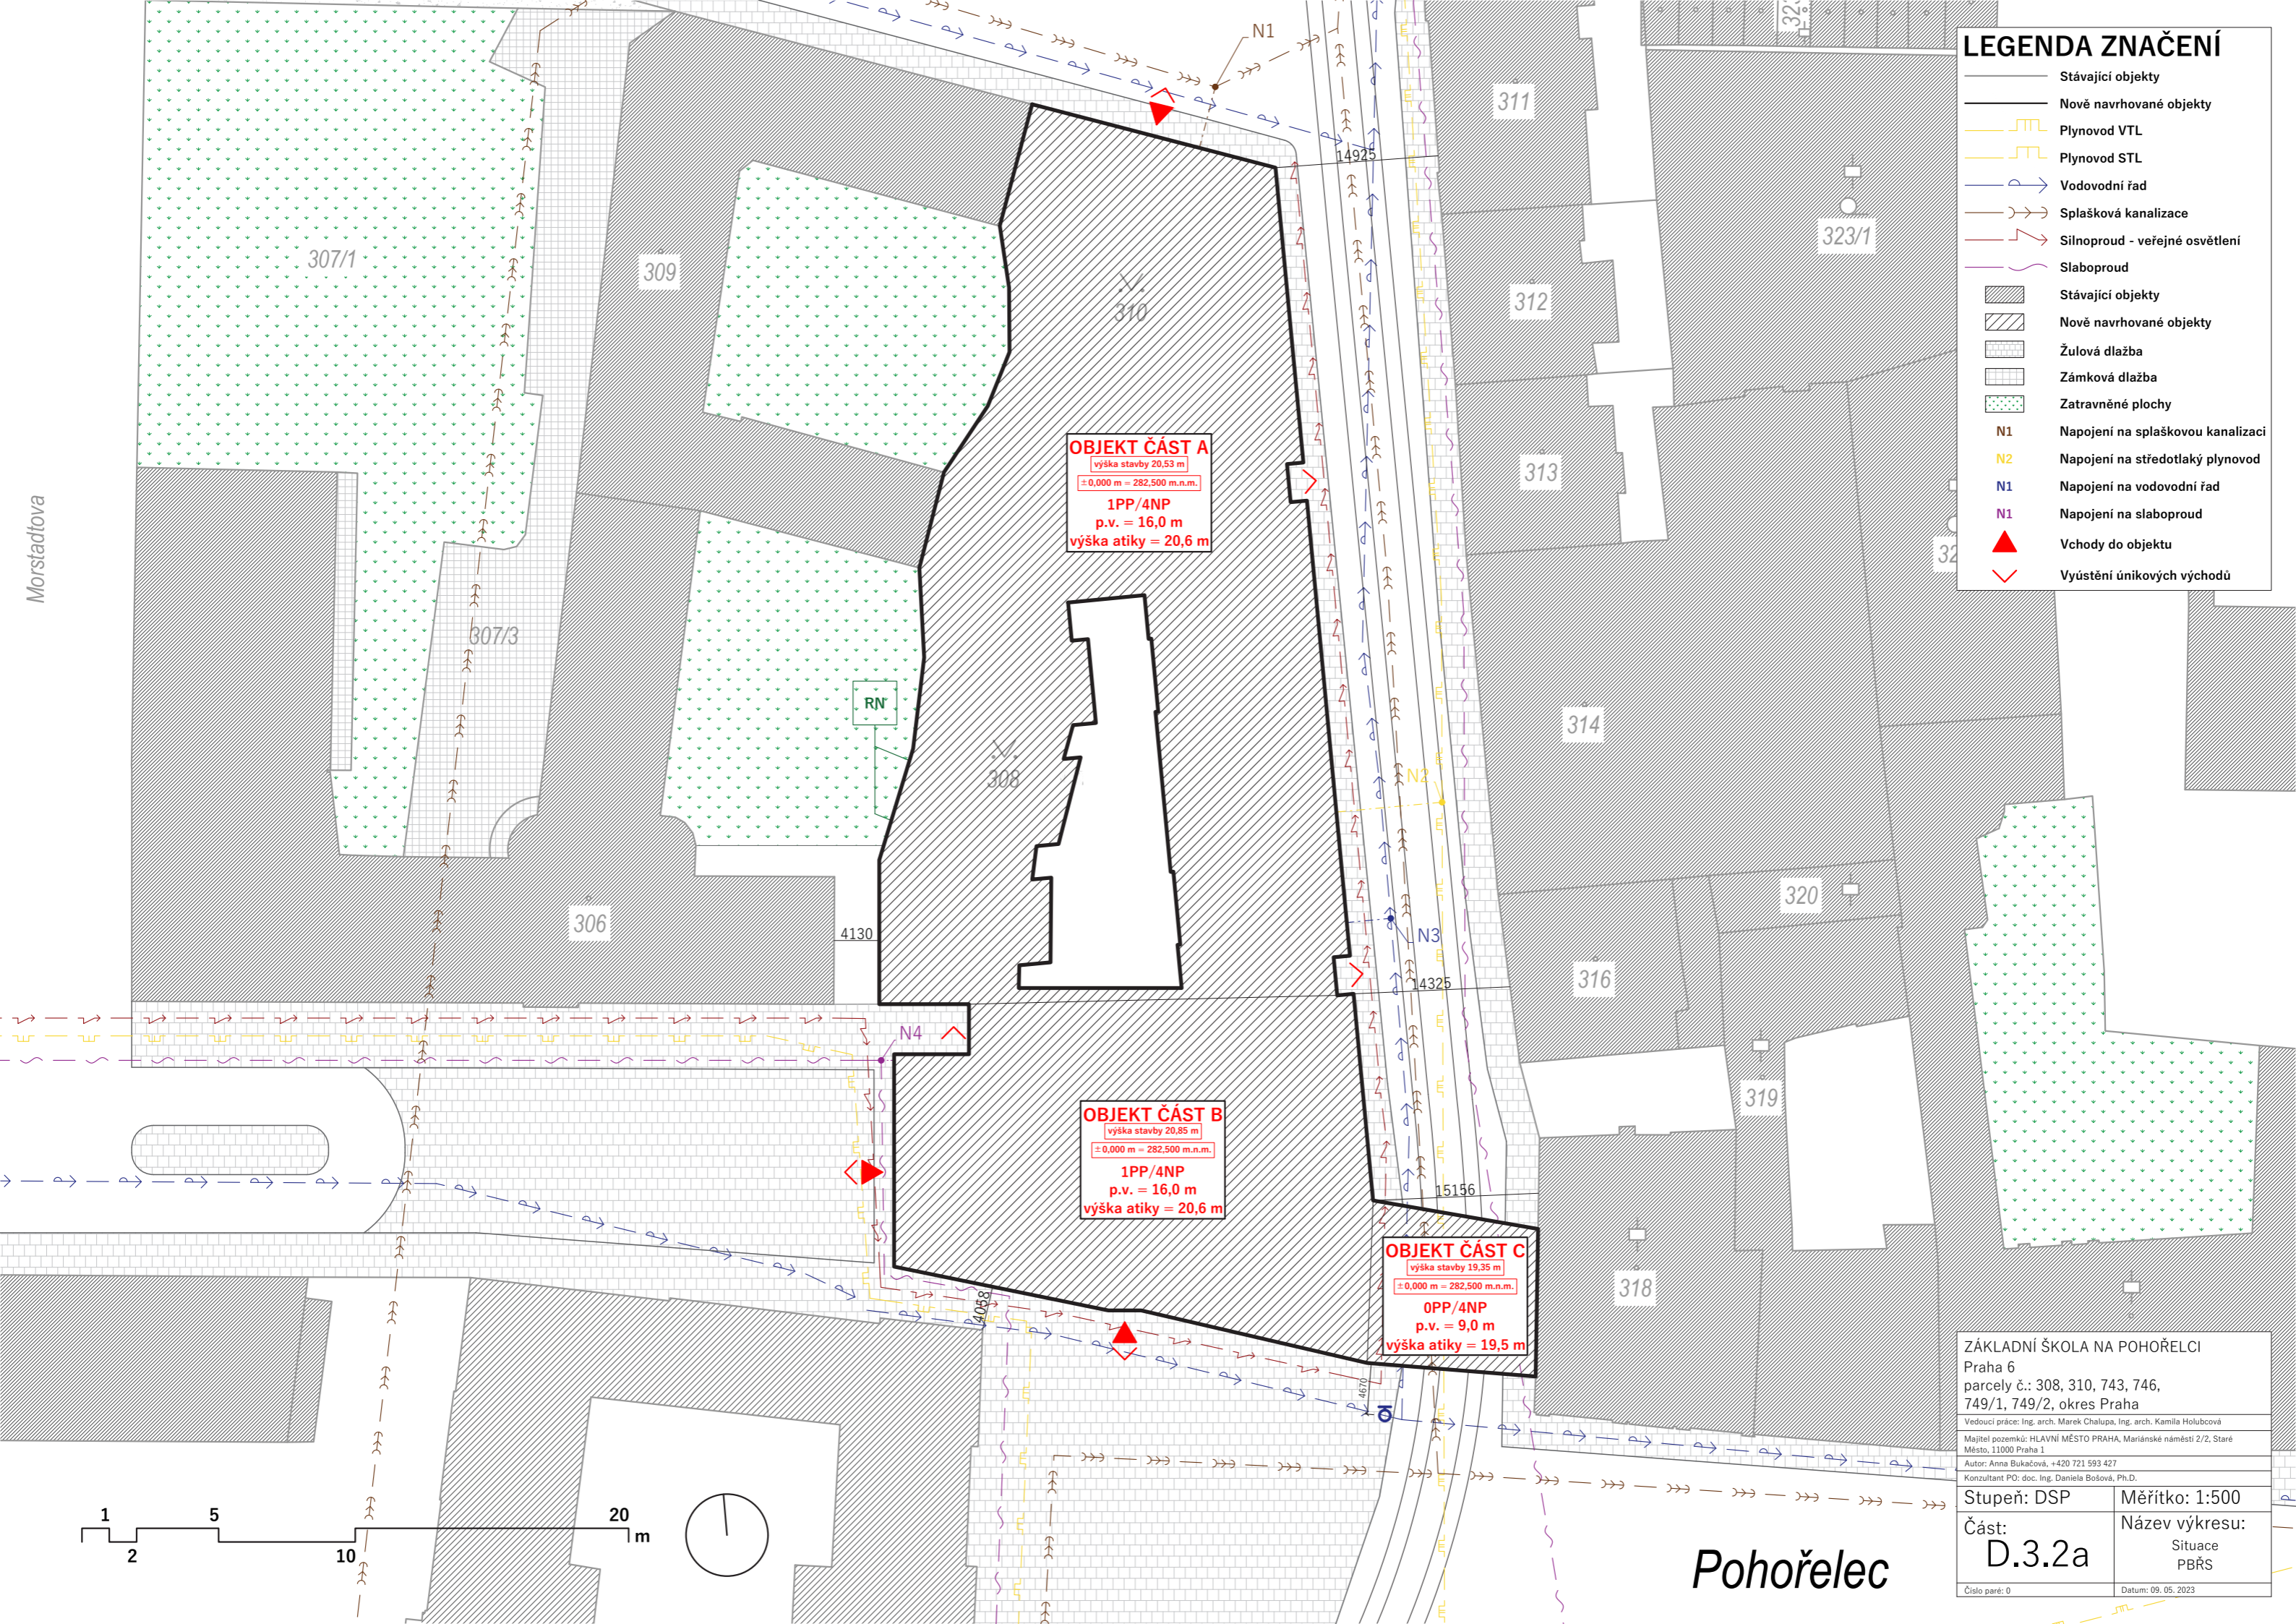 N1
14925
311
323/1
307/1
309
310
312
313
OBJEKT ČÁST A
výška stavby 20,53 m
±0,000 m = 282,500 m.n.m.
1PP/4NP
p.v. = 16,0 m
výška atiky = 20,6 m
Morstadtova
307/3
RN
308
314
N2
320
306
4130
N3
316
14325
N4
319
OBJEKT ČÁST B
výška stavby 20,85 m
±0,000 m = 282,500 m.n.m.
1PP/4NP
p.v. = 16,0 m
výška atiky = 20,6 m
15156
OBJEKT ČÁST C
výška stavby 19,35 m
±0,000 m = 282,500 m.n.m.
0PP/4NP
p.v. = 9,0 m
výška atiky = 19,5 m
318
4058
4670
1
5
20
2
10
m
Pohořelec
LEGENDA ZNAČENÍ
Stávající objekty
Nově navrhované objekty
Plynovod VTL
Plynovod STL
Vodovodní řad
Splašková kanalizace
Silnoproud - veřejné osvětlení
Slaboproud
Stávající objekty
Nově navrhované objekty
Žulová dlažba
Zámková dlažba
Zatravněné plochy
N1 Napojení na splaškovou kanalizaci
N2 Napojení na středotlaký plynovod
N1 Napojení na vodovodní řad
N1 Napojení na slaboproud
Vchody do objektu
Vyústění únikových východů
ZÁKLADNÍ ŠKOLA NA POHOŘELCI
Praha 6
parcely č.: 308, 310, 743, 746,
749/1, 749/2, okres Praha
Vedoucí práce: Ing. arch. Marek Chalupa, Ing. arch. Kamila Holubcová
Majitel pozemků: HLAVNÍ MĚSTO PRAHA, Mariánské náměstí 2/2, Staré
Město, 11000 Praha 1
Autor: Anna Bukačová, +420 721 593 427
Konzultant PO: doc. Ing. Daniela Bošová, Ph.D.
Stupeň: DSP
Měřítko: 1:500
Část:
D.3.2a
Název výkresu:
Situace
PBŘS
Číslo paré: 0
Datum: 09. 05. 2023